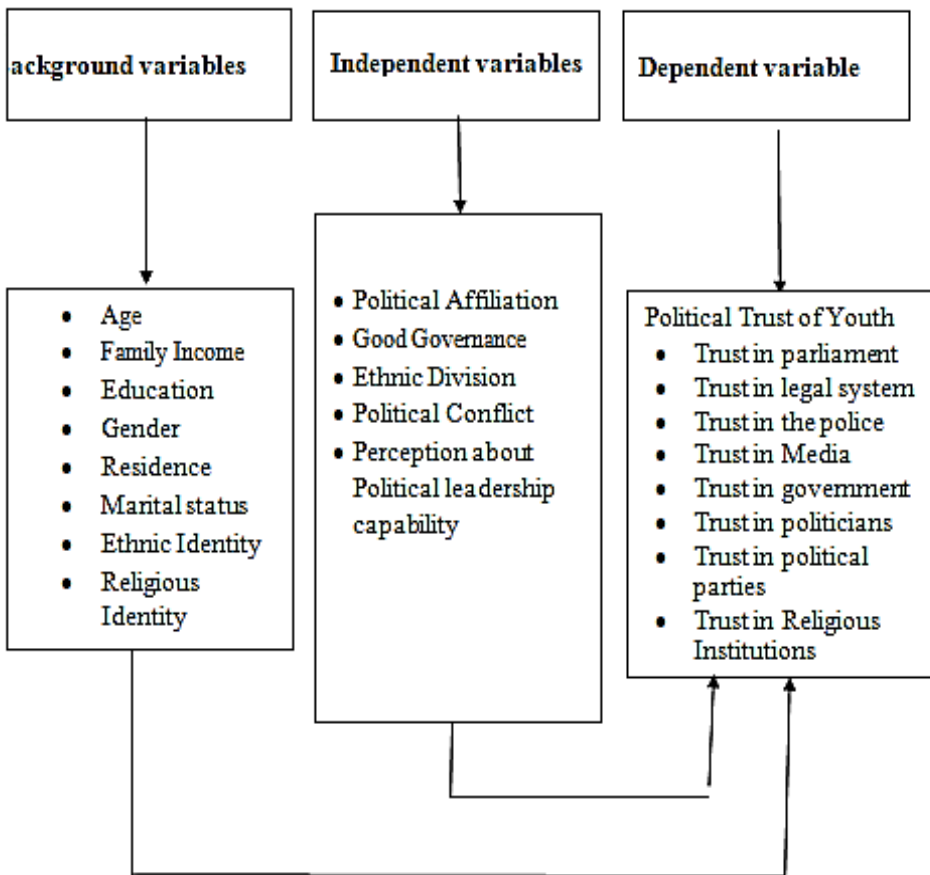 ackground variables
Independent variables
Dependent variable
• Age
• Family Income
• Education
• Gender
• Residence
• Marital status
• Ethnic Identity
• Religious
Identity
• Political Affiliation
• Good Governance
• Ethnic Division
• Political Conflict
• Perception about
Political leadership
capability
Political Trust of Youth
• Trust in parliament
• Trust in legal system
• Trust in the police
• Trust in Media
• Trust in government
• Trust in politicians
• Trust in political
parties
• Trust in Religious
Institutions